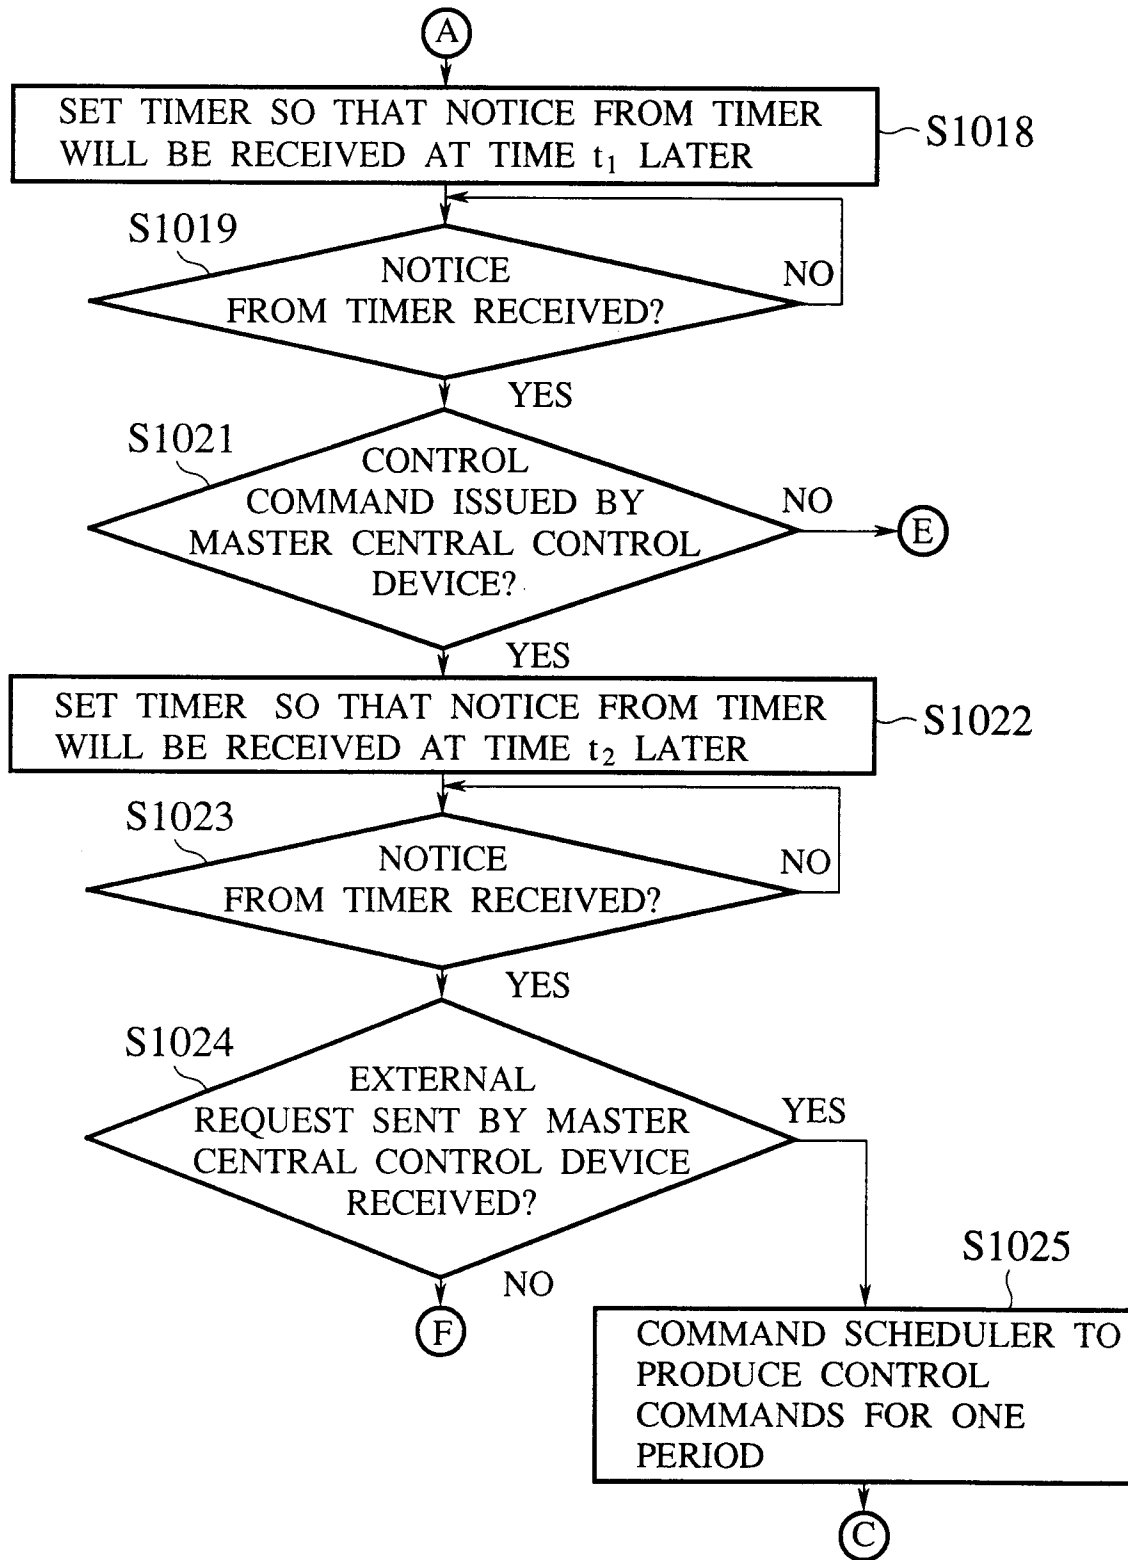 A
SET TIMER SO THAT NOTICE FROM TIMER
WILL BE RECEIVED AT TIME t₁ LATER
S1018
S1019
NOTICE
FROM TIMER RECEIVED?
NO
YES
S1021
CONTROL
COMMAND ISSUED BY
MASTER CENTRAL CONTROL
DEVICE?
NO
E
YES
SET TIMER SO THAT NOTICE FROM TIMER
WILL BE RECEIVED AT TIME t₂ LATER
S1022
S1023
NOTICE
FROM TIMER RECEIVED?
NO
YES
S1024
EXTERNAL
REQUEST SENT BY MASTER
CENTRAL CONTROL DEVICE
RECEIVED?
YES
NO
F
S1025
COMMAND SCHEDULER TO
PRODUCE CONTROL
COMMANDS FOR ONE
PERIOD
C